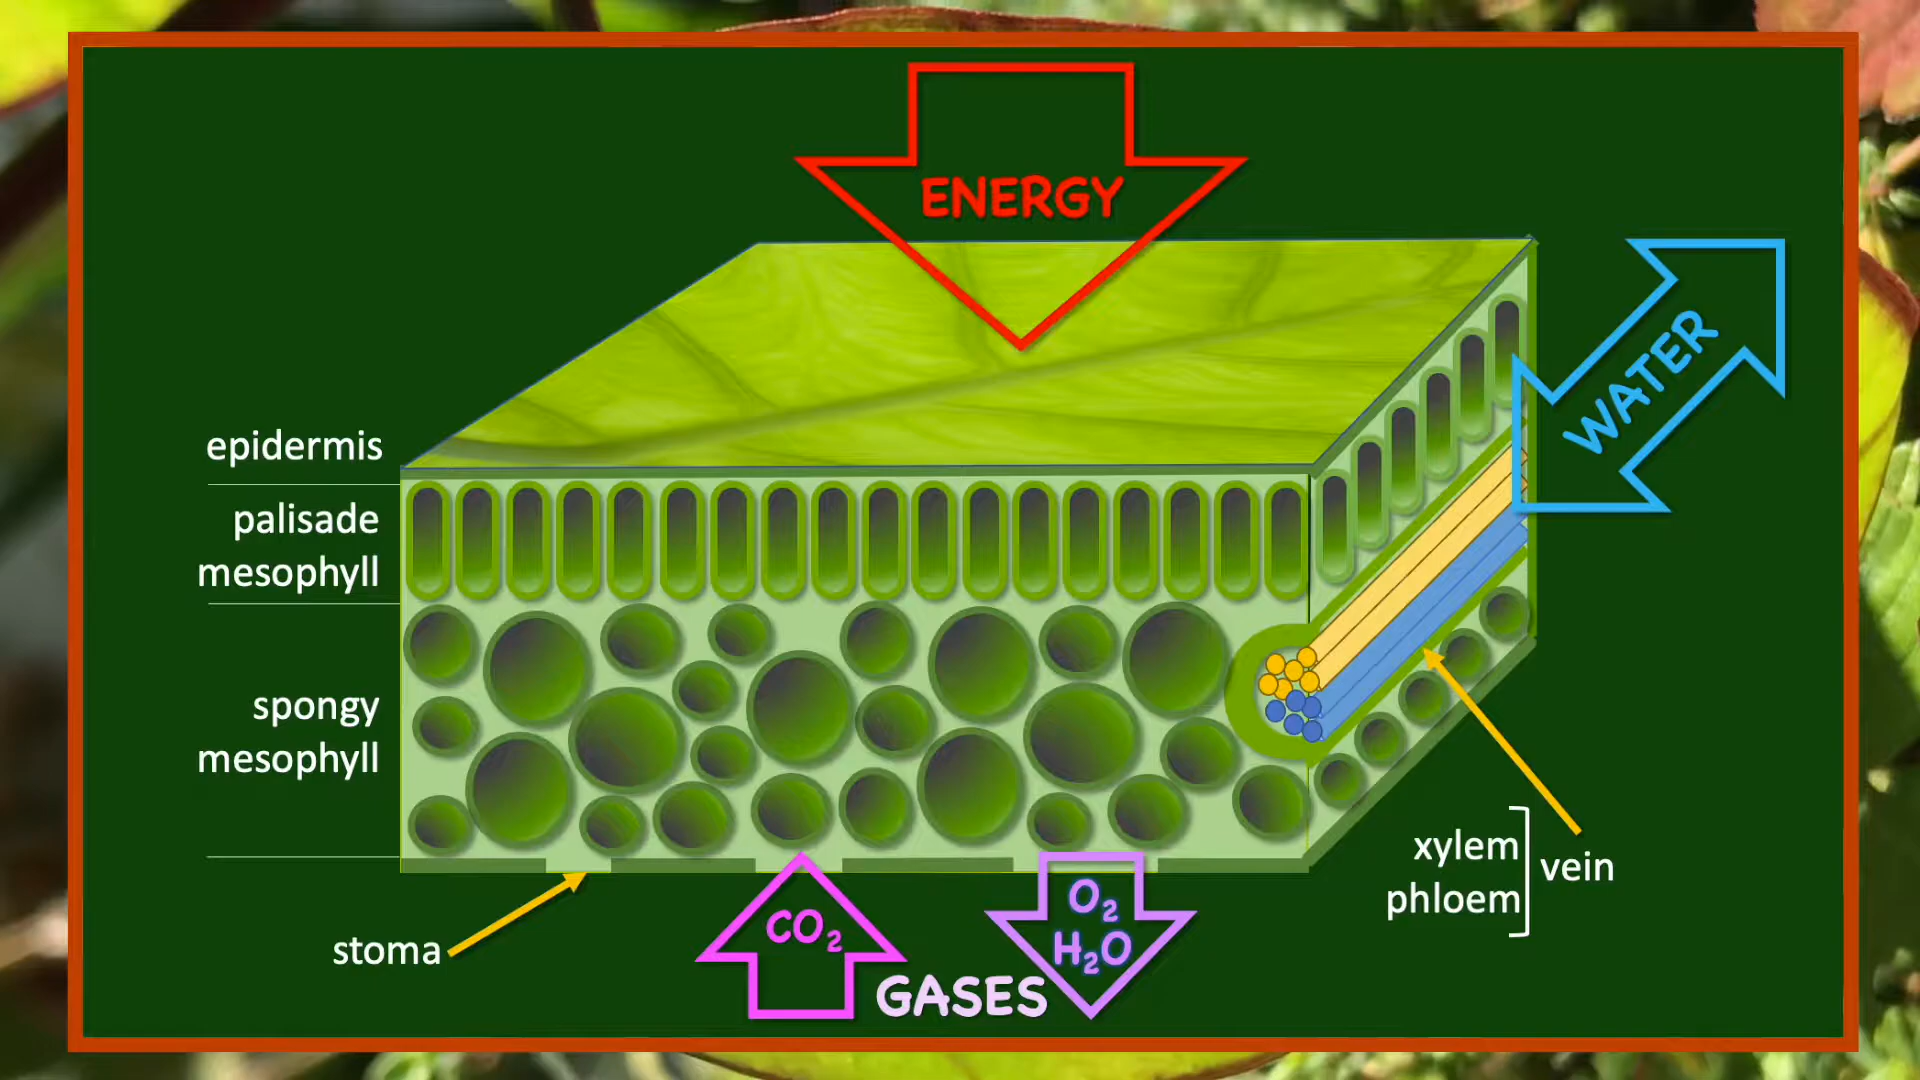 ENERGY
WATER
epidermis
palisade
mesophyll
spongy
mesophyll
xylem
phloem
vein
stoma
CO₂
O₂
H₂O
GASES